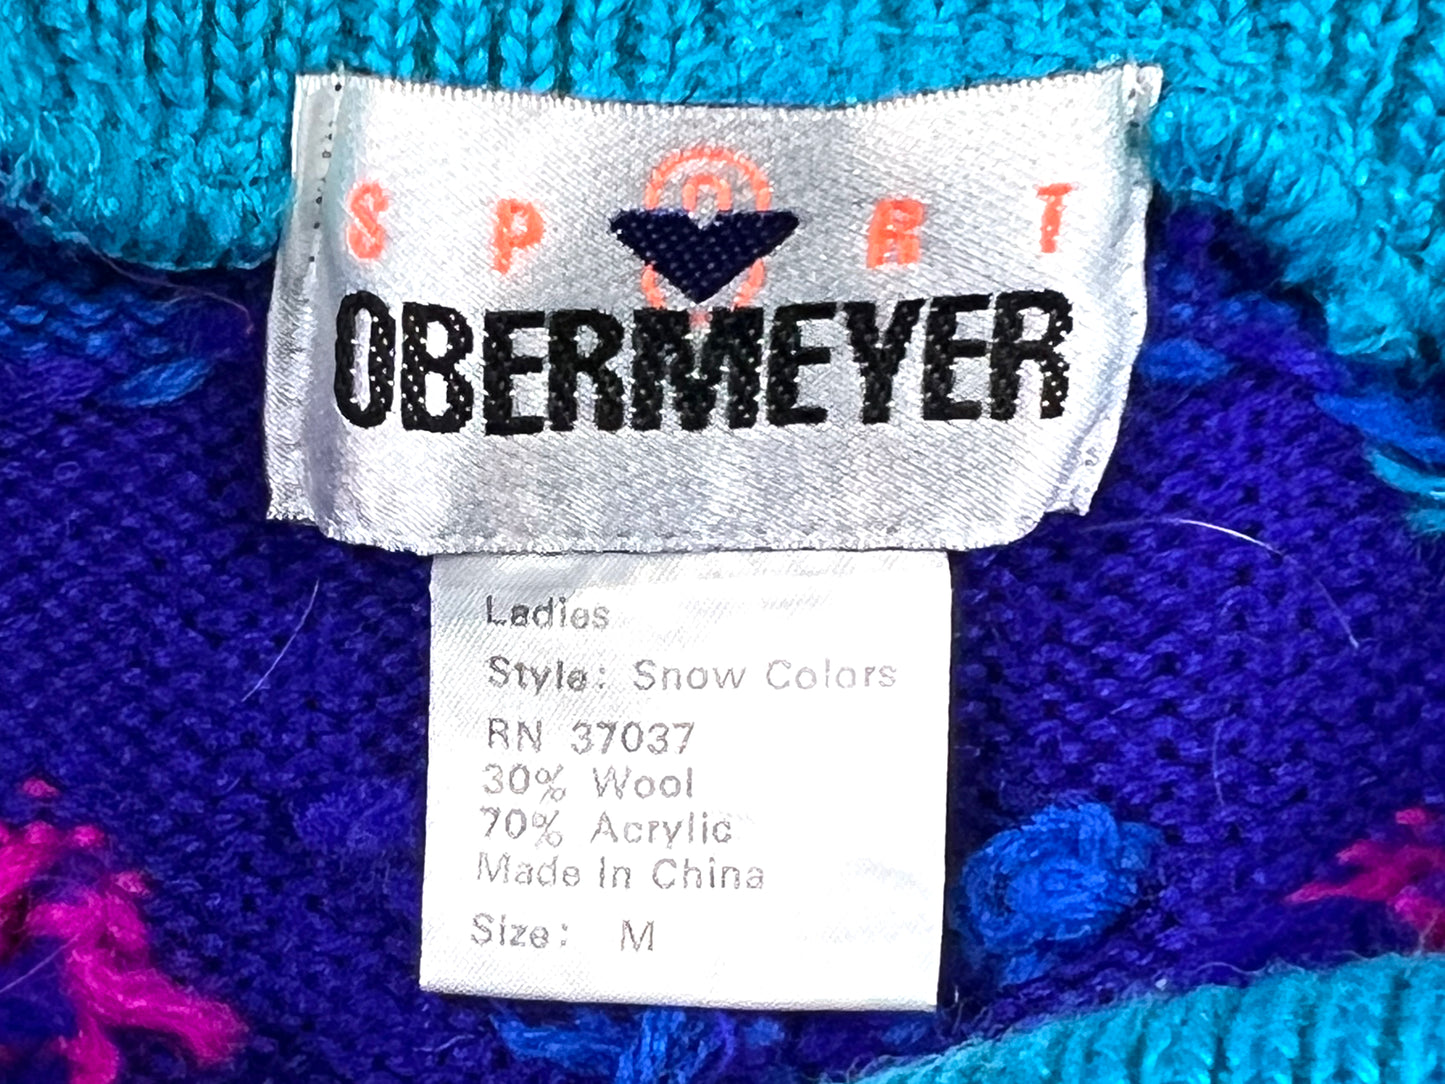 SPORT
OBERMEYER
Ladies
Style: Snow Colors
RN 37037
30% Wool
70% Acrylic
Made In China
Size: M